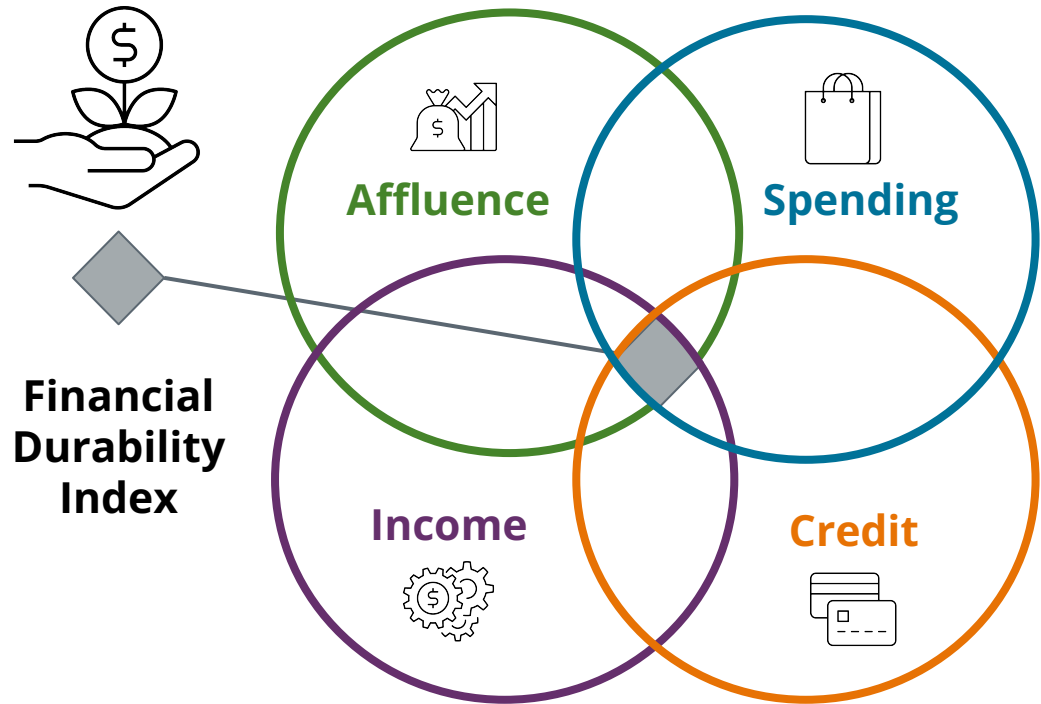 $
$
Affluence
Spending
Financial
Durability
Index
Income
Credit
$